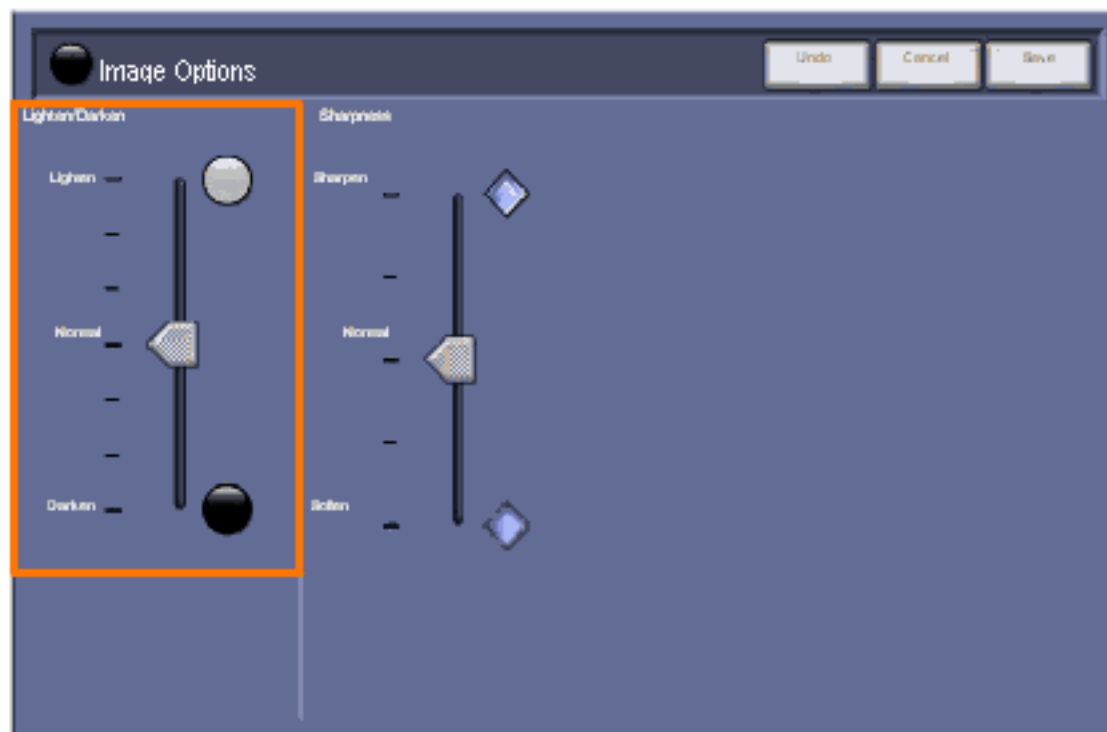 Image Options
Undo
Cancel
Save
Lighten/Darken
Lighten
Normal
Darken
Sharpness
Sharpen
Normal
Soften